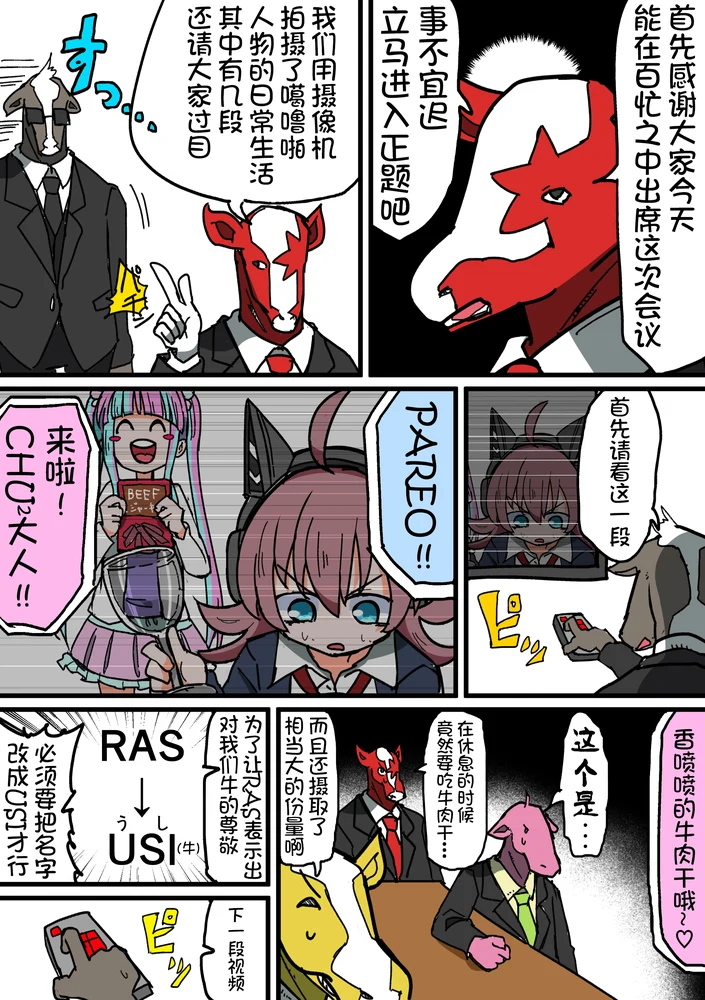 首先感谢大家今天
能在百忙之中出席这次会议
事不宜迟
立马进入正题吧
我们用摄像机
拍摄了噶噜啪
人物的日常生活
其中有几段
还请大家过目
すっ…
パチ
首先请看这一段
ピッ…
PAREO!!
BEEF
ジャーキー
来啦！
CHU²大人!!
香喷喷的牛肉干哦~♡
这个是…
在休息的时候
竟然要吃牛肉干…
而且还摄取了
相当大的份量啊
为了让RAS表示出
对我们牛的尊敬
RAS
↓
うし
USI(牛)
必须要把名字
改成USI才行
下一段视频
ピッ…